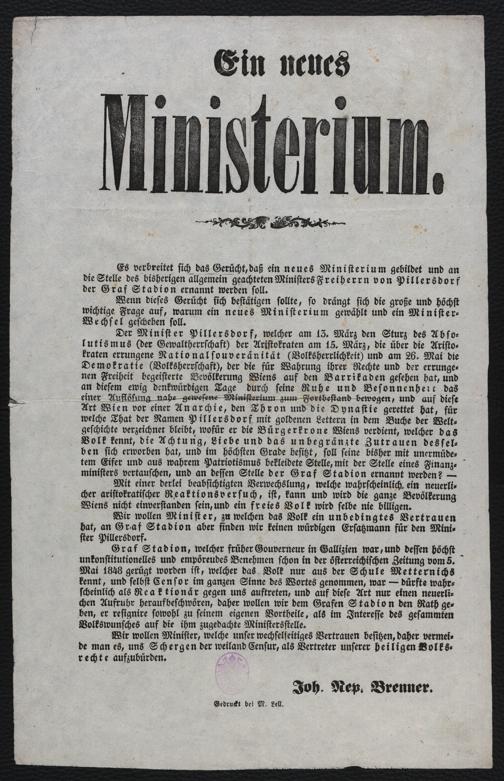 Ein neues
Ministerium.
Es verbreitet sich das Gerücht, daß ein neues Ministerium gebildet und an
die Stelle des bisherigen allgemein geachteten Ministers Freiherrn von Pillersdorf
der Graf Stadion ernannt werden soll.
Wenn dieses Gerücht sich bestätigen sollte, so drängt sich die große und höchst
wichtige Frage auf, warum ein neues Ministerium gewählt und ein Minister-
Wechsel geschehen soll.
Der Minister Pillersdorf, welcher am 13. März den Sturz des Abso-
lutismus (der Gewaltherrschaft) der Aristokraten am 15. März, die über die Aristo-
kraten errungene Nationalsouveränität (Volksherrlichkeit) und am 26. Mai die
Demokratie (Volksherrschaft), der die für Wahrung ihrer Rechte und der errunge-
nen Freiheit begeisterte Bevölkerung Wiens auf den Barrikaden gesehen hat, und
an diesem ewig denkwürdigen Tage durch seine Ruhe und Besonnenheit das
einer Auflösung nahe gewesene Ministerium zum Fortbestand bewogen, und auf diese
Art Wien vor einer Anarchie, den Thron und die Dynastie gerettet hat, für
welche That der Namen Pillersdorf mit goldenen Lettern in dem Buche der Welt-
geschichte verzeichnet bleibt, wofür er die Bürgerkrone Wiens verdient, welcher das
Volk kennt, die Achtung, Liebe und das unbegränzte Zutrauen dessel-
ben sich erworben hat, und im höchsten Grade besitzt, soll seine bisher mit unermüde-
tem Eifer und aus wahrem Patriotismus bekleidete Stelle, mit der Stelle eines Finanz-
ministers vertauschen, und an dessen Stelle der Graf Stadion ernannt werden? —
Mit einer derlei beabsichtigten Verwechslung, welche wahrscheinlich ein neuerli-
cher aristokratischer Reaktionsversuch, ist, kann und wird die ganze Bevölkerung
Wiens nicht einverstanden sein, und ein freies Volk wird selbe nie billigen.
Wir wollen Minister, zu welchen das Volk ein unbedingtes Vertrauen
hat, an Graf Stadion aber finden wir keinen würdigen Ersatzmann für den Mini-
ster Pillersdorf.
Graf Stadion, welcher früher Gouverneur in Gallizien war, und dessen höchst
unkonstitutionelles und empörendes Benehmen schon in der österreichischen Zeitung vom 5.
Mai 1848 gerügt worden ist, welcher das Volk nur aus der Schule Metternichs
kennt, und selbst Censor im ganzen Sinne des Wortes genommen, war — dürfte wahr-
scheinlich als Reaktionär gegen uns auftreten, und auf diese Art nur einen neuerli-
chen Aufruhr heraufbeschwören, daher wollen wir dem Grafen Stadion den Rath ge-
ben, er resignire sowohl zu seinem eigenen Vortheile, als im Interesse des gesammten
Volkswunsches auf die ihm zugedachte Ministerstelle.
Wir wollen Minister, welche unser wechselseitiges Vertrauen besitzen, daher vermei-
de man es, uns Schergen der weiland Censur, als Vertreter unserer heiligen Volks-
rechte aufzubürden.
Joh. Nep. Brenner.
Gedruckt bei M. Lell.